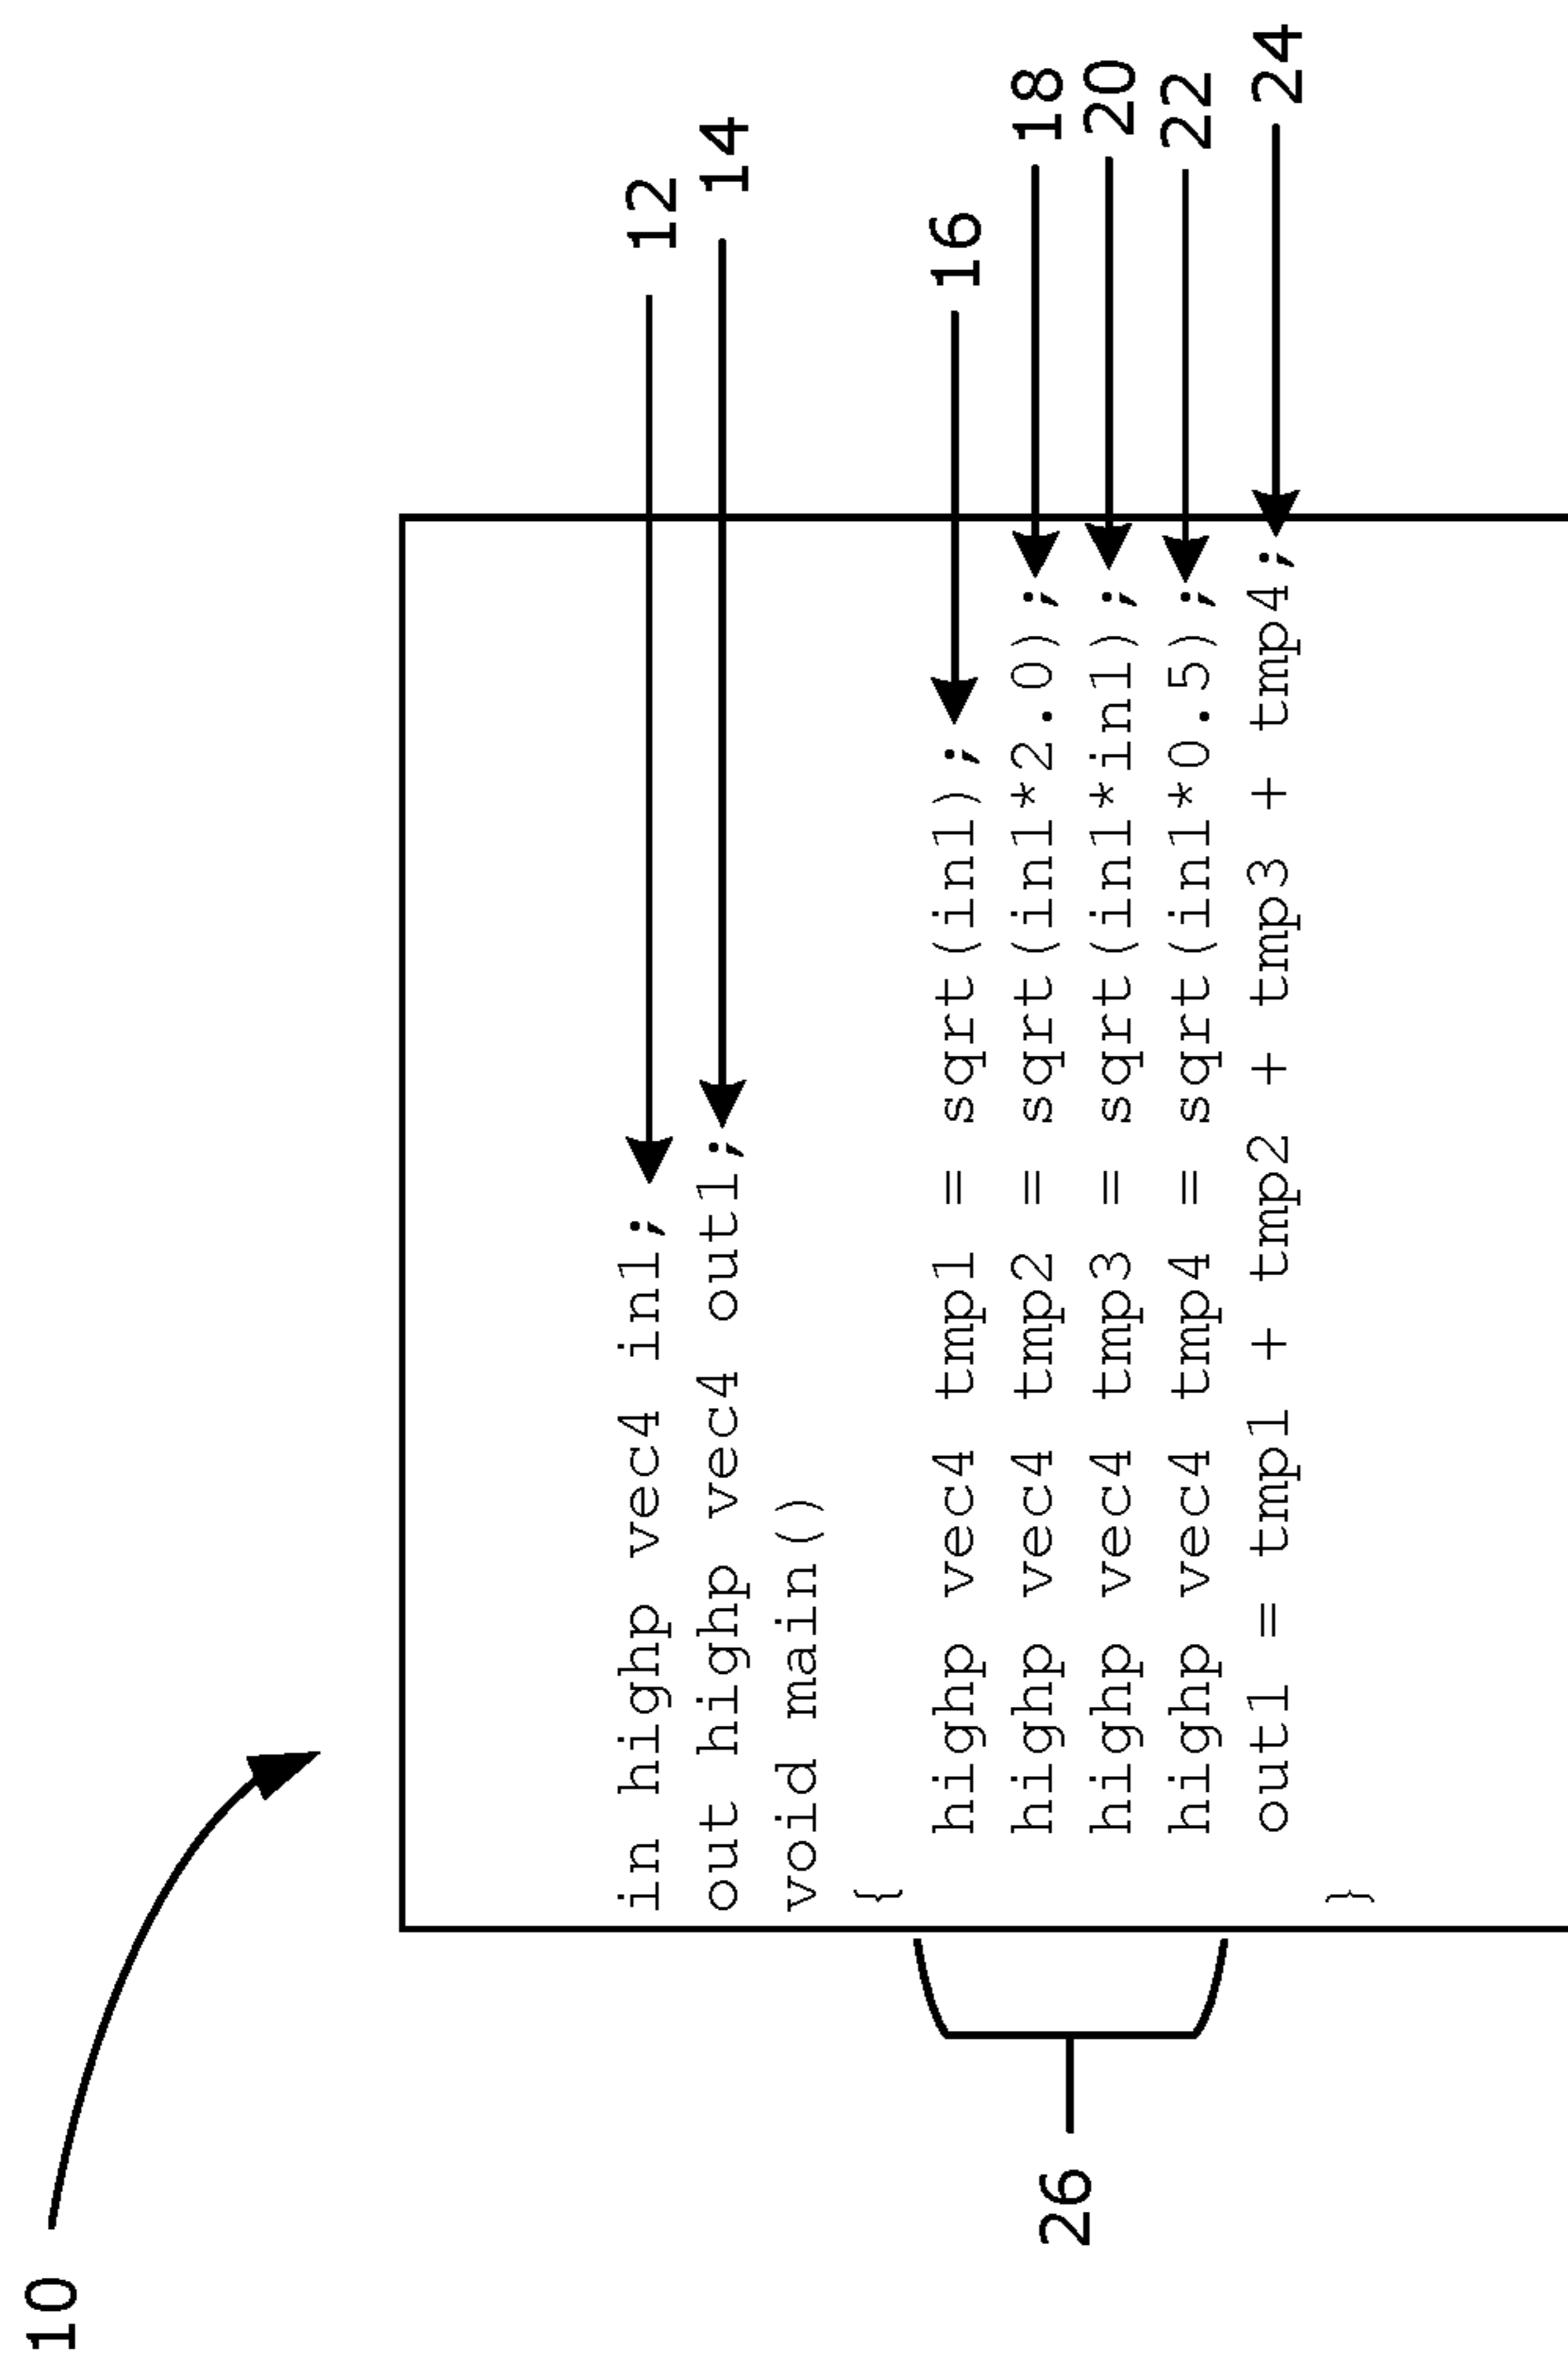 10
in highp vec4 in1; 12
out highp vec4 out1; 14
void main()
{
highp vec4 tmp1 = sqrt(in1); 16
highp vec4 tmp2 = sqrt(in1*2.0); 18
highp vec4 tmp3 = sqrt(in1*in1); 20
highp vec4 tmp4 = sqrt(in1*0.5); 22
out1 = tmp1 + tmp2 + tmp3 + tmp4; 24
}
26